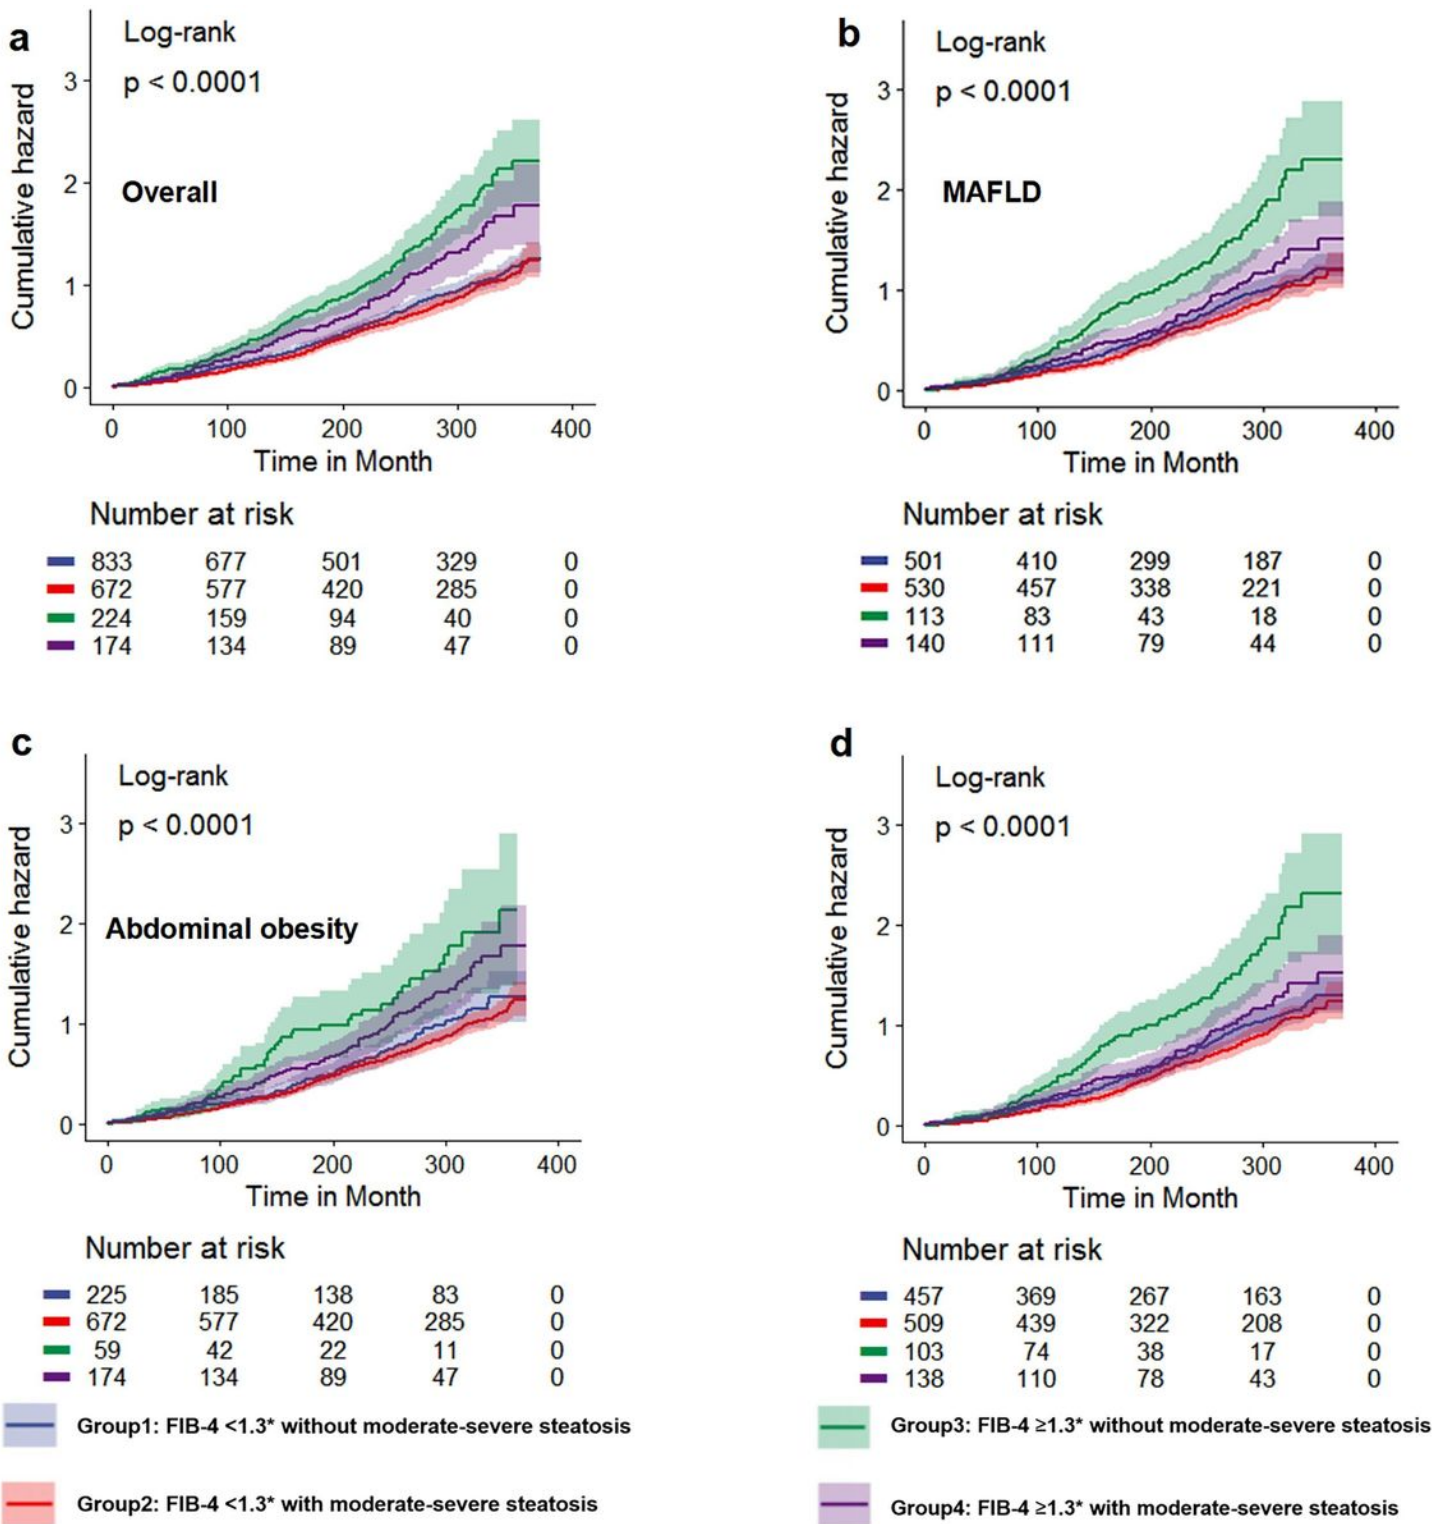 a
Log-rank
p < 0.0001
Overall
Cumulative hazard
3
2
1
0
0 100 200 300 400
Time in Month
Number at risk
833 677 501 329 0
672 577 420 285 0
224 159 94 40 0
174 134 89 47 0
b
Log-rank
p < 0.0001
MAFLD
Cumulative hazard
3
2
1
0
0 100 200 300 400
Time in Month
Number at risk
501 410 299 187 0
530 457 338 221 0
113 83 43 18 0
140 111 79 44 0
c
Log-rank
p < 0.0001
Abdominal obesity
Cumulative hazard
3
2
1
0
0 100 200 300 400
Time in Month
Number at risk
225 185 138 83 0
672 577 420 285 0
59 42 22 11 0
174 134 89 47 0
d
Log-rank
p < 0.0001
Cumulative hazard
3
2
1
0
0 100 200 300 400
Time in Month
Number at risk
457 369 267 163 0
509 439 322 208 0
103 74 38 17 0
138 110 78 43 0
Group1: FIB-4 <1.3* without moderate-severe steatosis
Group2: FIB-4 <1.3* with moderate-severe steatosis
Group3: FIB-4 ≥1.3* without moderate-severe steatosis
Group4: FIB-4 ≥1.3* with moderate-severe steatosis